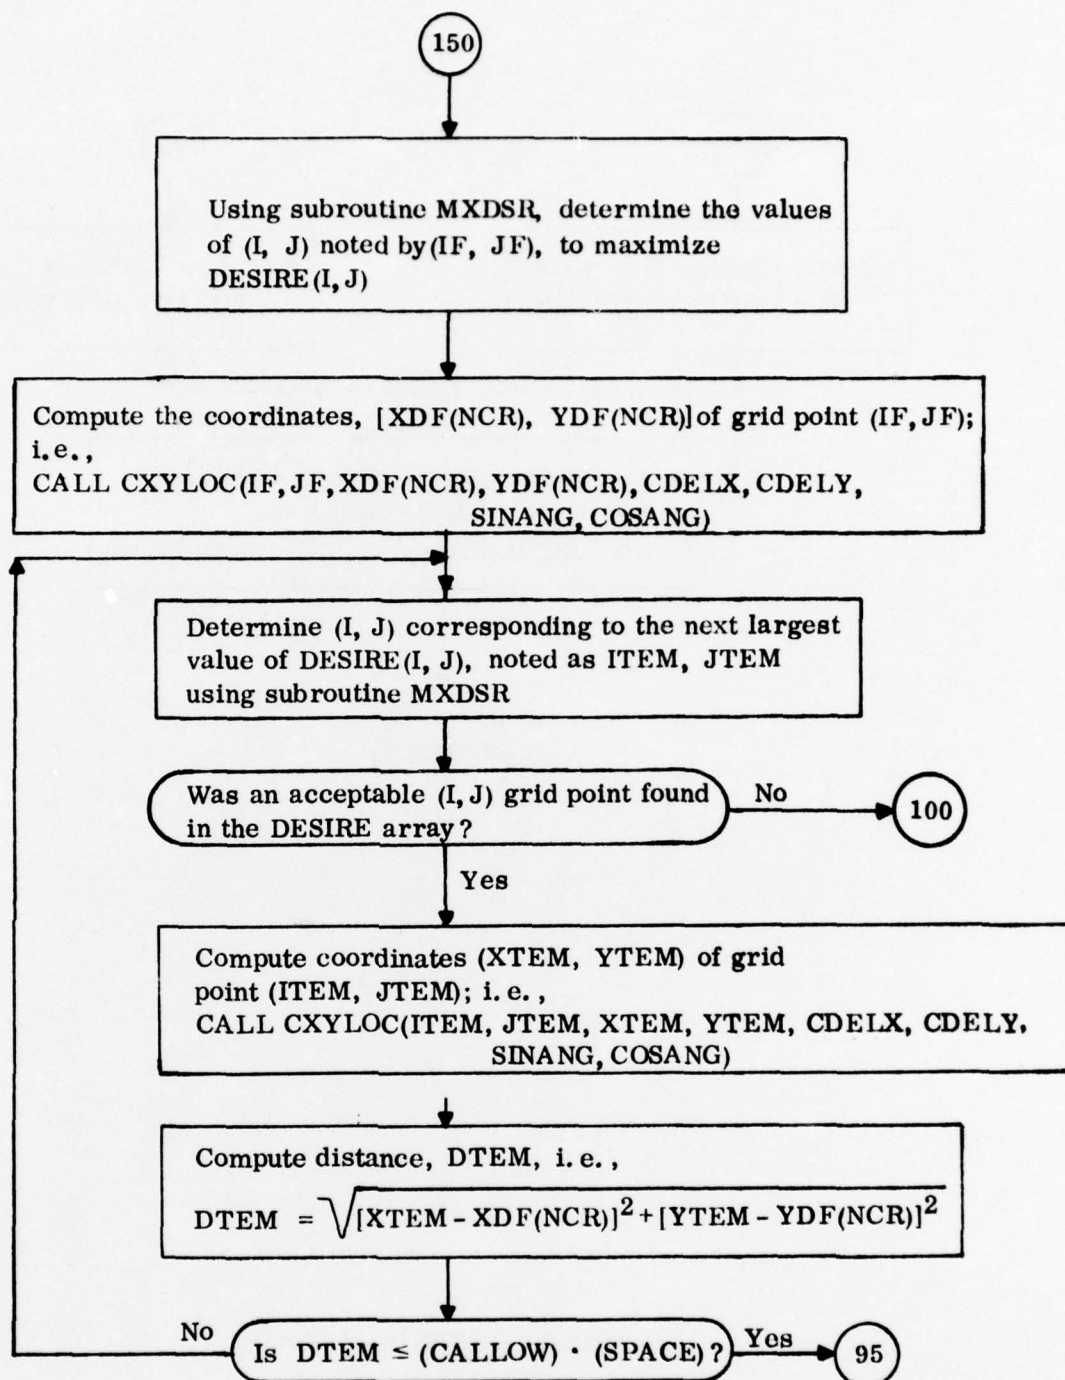 150
Using subroutine MXDSR, determine the values
of (I, J) noted by (IF, JF), to maximize
DESIRE (I, J)
Compute the coordinates, [XDF(NCR), YDF(NCR)] of grid point (IF, JF);
i.e.,
CALL CXYLOC(IF, JF, XDF(NCR), YDF(NCR), CDELX, CDELY,
SINANG, COSANG)
Determine (I, J) corresponding to the next largest
value of DESIRE (I, J), noted as ITEM, JTEM
using subroutine MXDSR
Was an acceptable (I, J) grid point found
in the DESIRE array?
No
100
Yes
Compute coordinates (XTEM, YTEM) of grid
point (ITEM, JTEM); i.e.,
CALL CXYLOC(ITEM, JTEM, XTEM, YTEM, CDELX, CDELY,
SINANG, COSANG)
Compute distance, DTEM, i.e.,
DTEM = √[XTEM - XDF(NCR)]² + [YTEM - YDF(NCR)]²
No
Is DTEM ≤ (CALLOW) · (SPACE)?
Yes
95